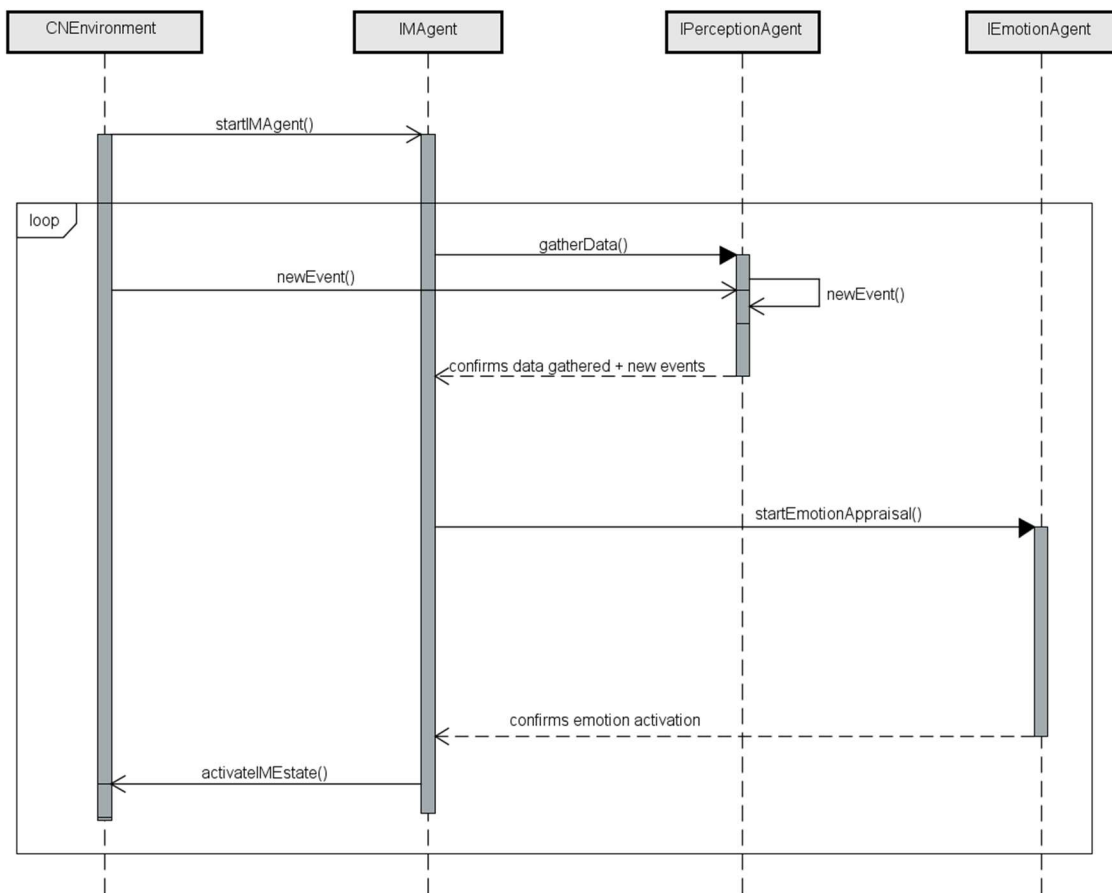 CNEnvironment
IMAgent
IPerceptionAgent
IEmotionAgent
startIMAgent()
loop
gatherData()
newEvent()
newEvent()
confirms data gathered + new events
startEmotionAppraisal()
confirms emotion activation
activateIMEstate()